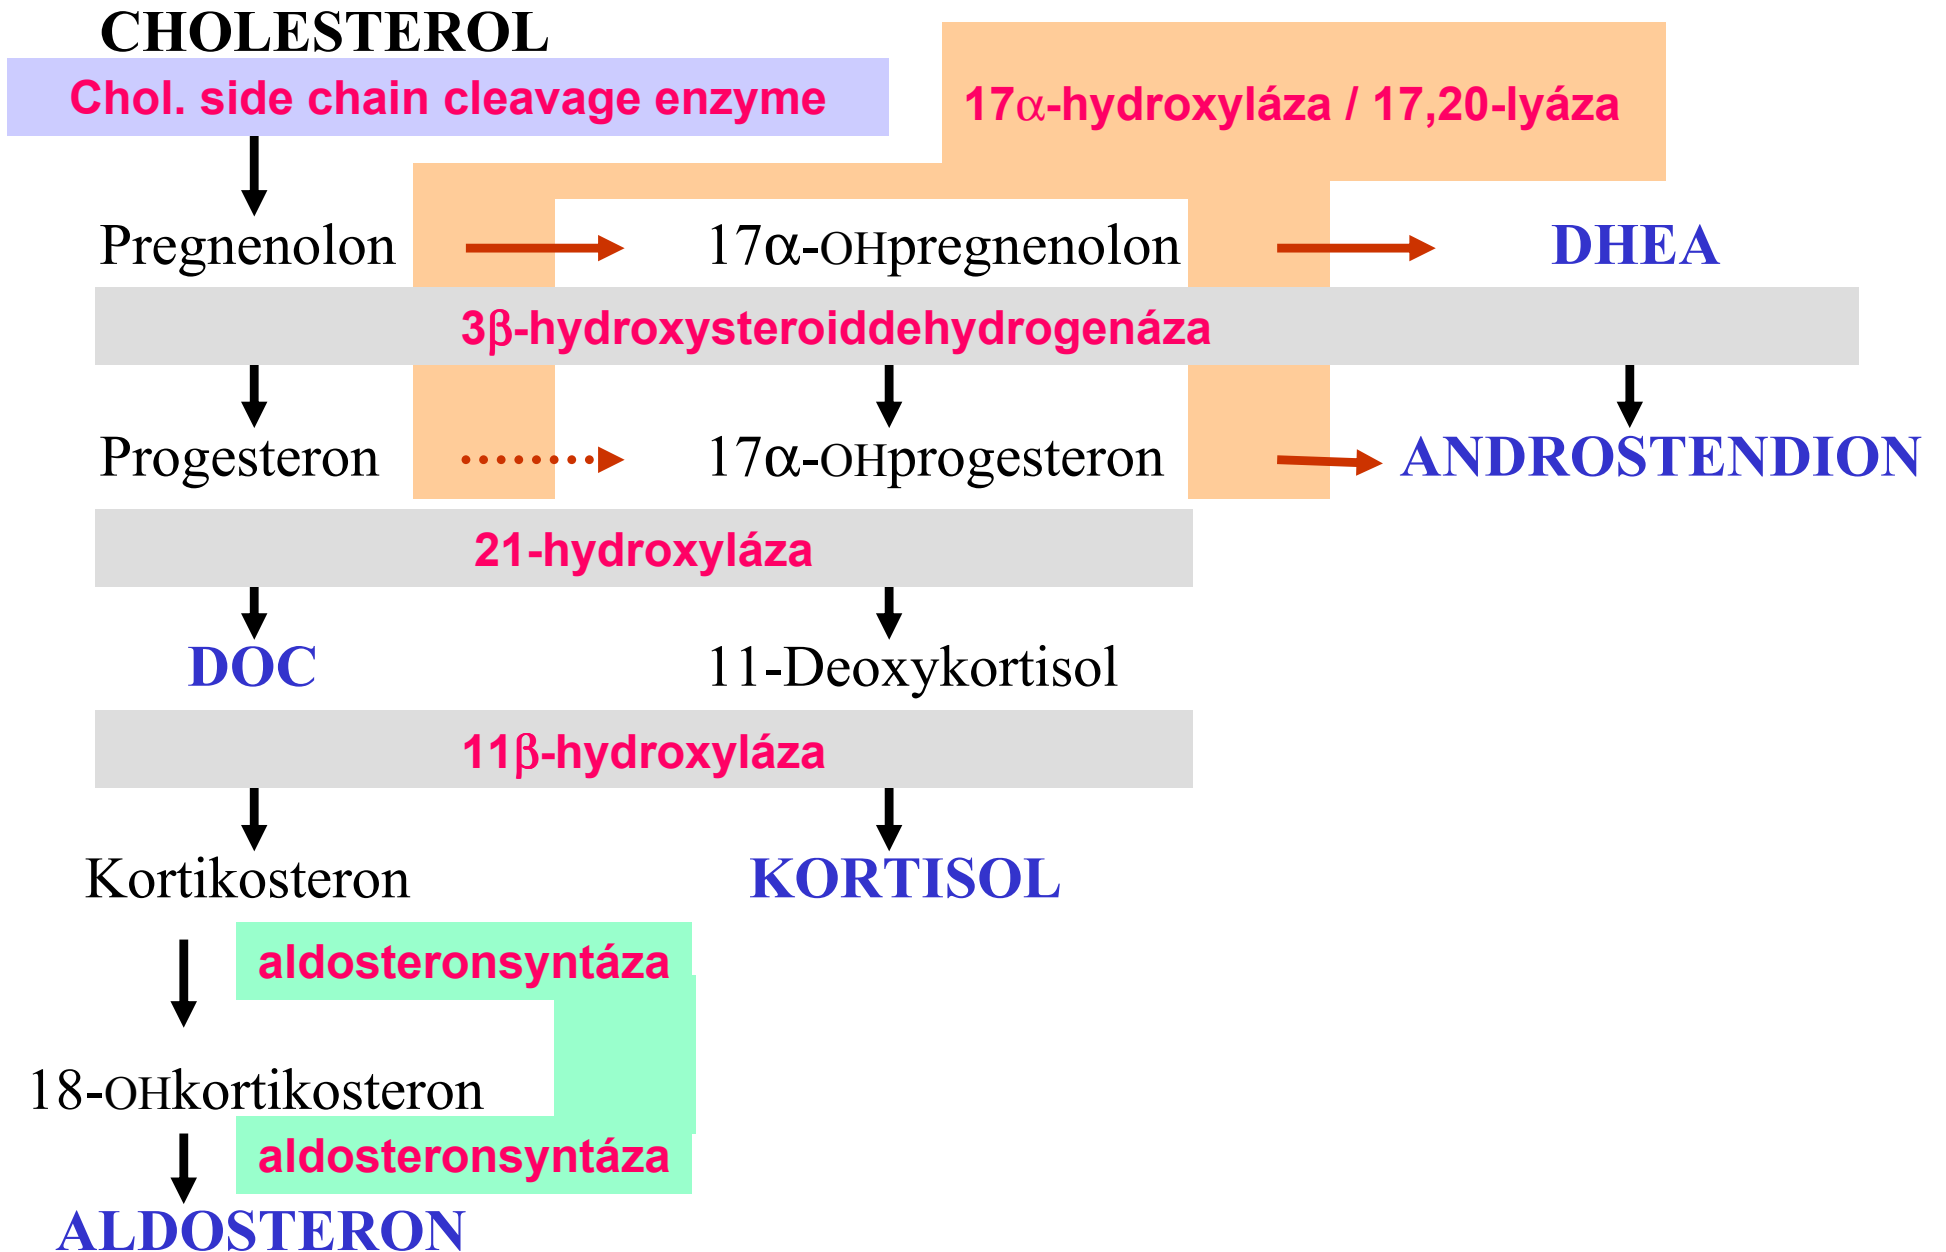 CHOLESTEROL
Chol. side chain cleavage enzyme
17α-hydroxyláza / 17,20-lyáza
Pregnenolon 17α-OHpregnenolon DHEA
3β-hydroxysteroiddehydrogenáza
Progesteron 17α-OHprogesteron ANDROSTENDION
21-hydroxyláza
DOC 11-Deoxykortisol
11β-hydroxyláza
Kortikosteron KORTISOL
aldosteronsyntáza
18-OHkortikosteron
aldosteronsyntáza
ALDOSTERON